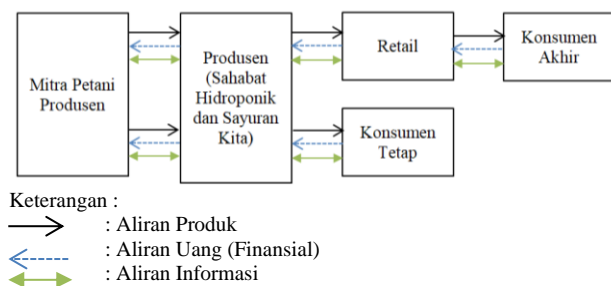 Mitra Petani
Produsen
Produsen
(Sahabat
Hidroponik
dan Sayuran
Kita)
Retail
Konsumen
Akhir
Konsumen
Tetap
Keterangan :
: Aliran Produk
: Aliran Uang (Finansial)
: Aliran Informasi